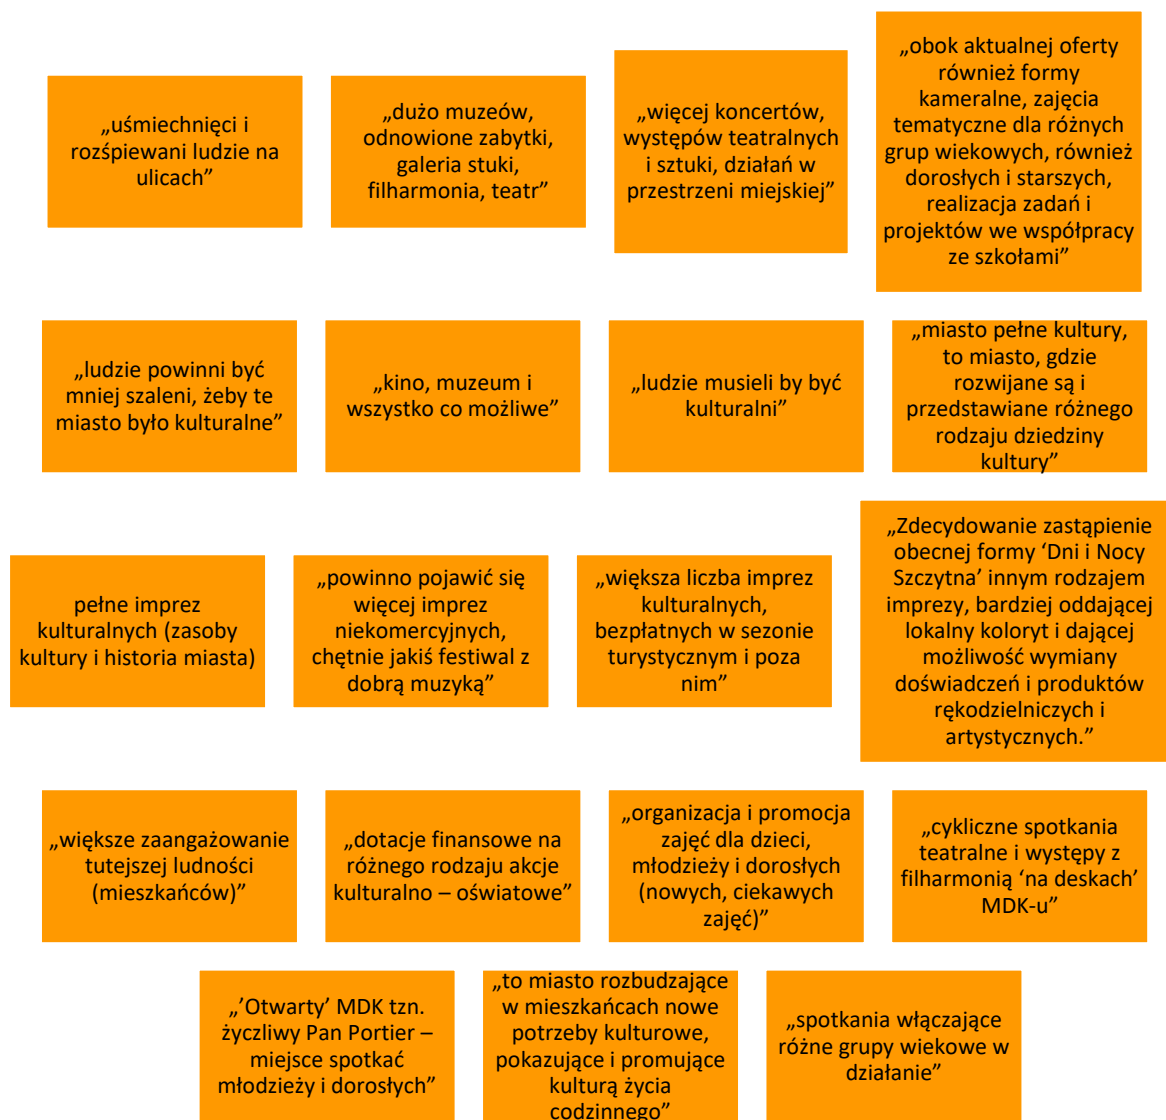 „uśmiechnięci i
rozśpiewani ludzie na
ulicach”
„dużo muzeów,
odnowione zabytki,
galeria stuki,
filharmonia, teatr”
„więcej koncertów,
występów teatralnych
i sztuki, działań w
przestrzeni miejskiej”
„obok aktualnej oferty
również formy
kameralne, zajęcia
tematyczne dla różnych
grup wiekowych, również
dorosłych i starszych,
realizacja zadań i
projektów we współpracy
ze szkołami”
„ludzie powinni być
mniej szaleni, żeby te
miasto było kulturalne”
„kino, muzeum i
wszystko co możliwe”
„ludzie musieli by być
kulturalni”
„miasto pełne kultury,
to miasto, gdzie
rozwijane są i
przedstawiane różnego
rodzaju dziedziny
kultury”
pełne imprez
kulturalnych (zasoby
kultury i historia miasta)
„powinno pojawić się
więcej imprez
niekomercyjnych,
chętnie jakiś festiwal z
dobrą muzyką”
„większa liczba imprez
kulturalnych,
bezpłatnych w sezonie
turystycznym i poza
nim”
„Zdecydowanie zastąpienie
obecnej formy ‘Dni i Nocy
Szczytna’ innym rodzajem
imprezy, bardziej oddającej
lokalny koloryt i dającej
możliwość wymiany
doświadczeń i produktów
rękodzielniczych i
artystycznych.”
„większe zaangażowanie
tutejszej ludności
(mieszkańców)”
„dotacje finansowe na
różnego rodzaju akcje
kulturalno – oświatowe”
„organizacja i promocja
zajęć dla dzieci,
młodzieży i dorosłych
(nowych, ciekawych
zajęć)”
„cykliczne spotkania
teatralne i występy z
filharmonią ‘na deskach’
MDK-u”
„’Otwarty’ MDK tzn.
życzliwy Pan Portier –
miejsce spotkać
młodzieży i dorosłych”
„to miasto rozbudzające
w mieszkańcach nowe
potrzeby kulturowe,
pokazujące i promujące
kulturą życia
codzinnego”
„spotkania włączające
różne grupy wiekowe w
działanie”